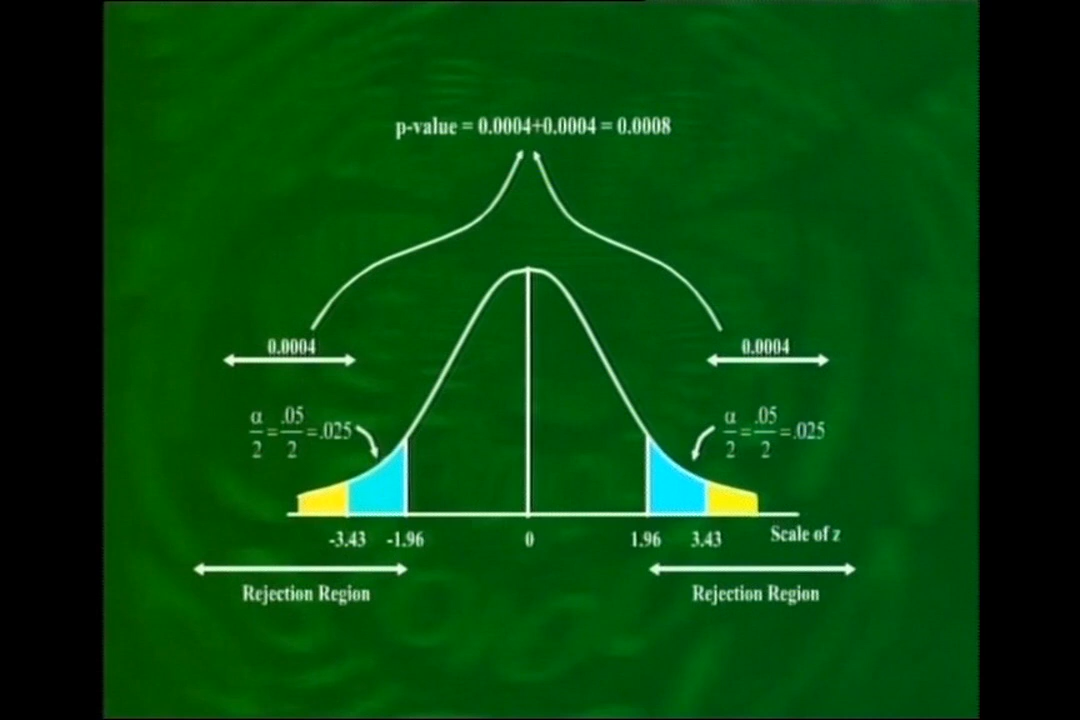 p-value = 0.0004+0.0004 = 0.0008
0.0004
0.0004
α/2 = .05/2 = .025
α/2 = .05/2 = .025
-3.43 -1.96 0 1.96 3.43 Scale of z
Rejection Region
Rejection Region